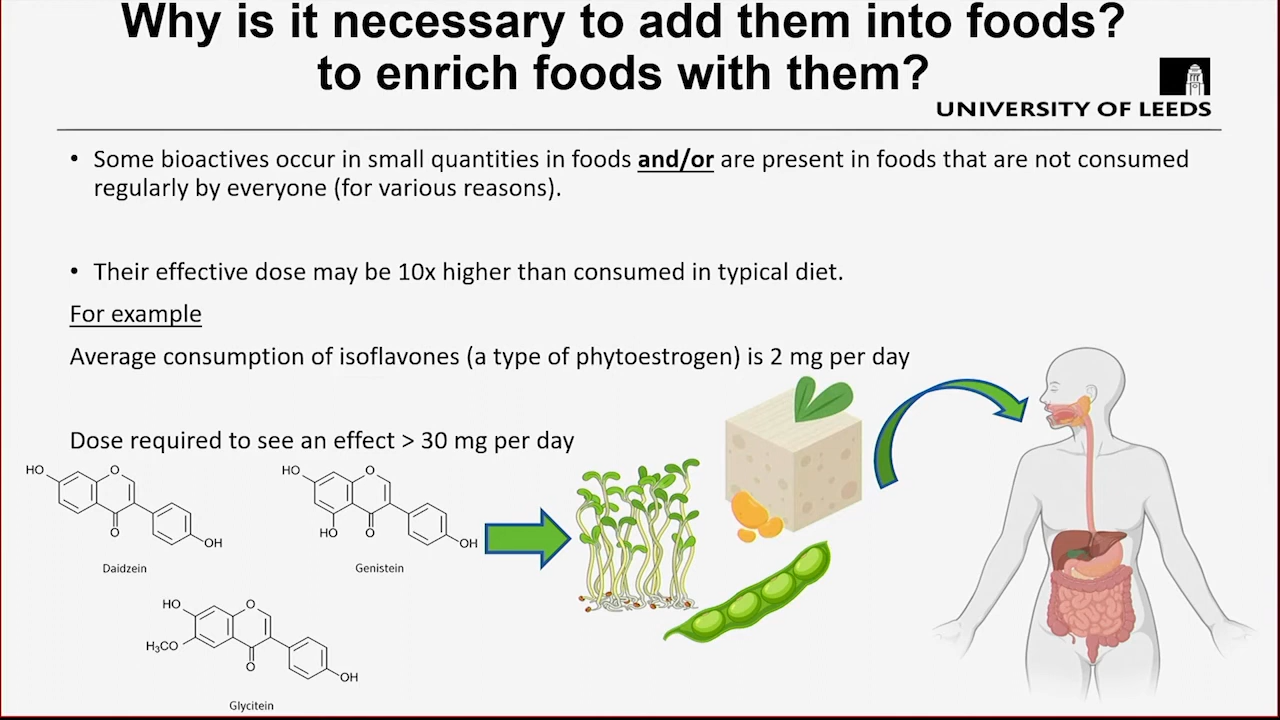 Why is it necessary to add them into foods?
to enrich foods with them?
UNIVERSITY OF LEEDS
• Some bioactives occur in small quantities in foods and/or are present in foods that are not consumed
regularly by everyone (for various reasons).
• Their effective dose may be 10x higher than consumed in typical diet.
For example
Average consumption of isoflavones (a type of phytoestrogen) is 2 mg per day
Dose required to see an effect > 30 mg per day
HO O O OH
Daidzein
HO O HO O OH
Genistein
HO O H₃CO O OH
Glycitein